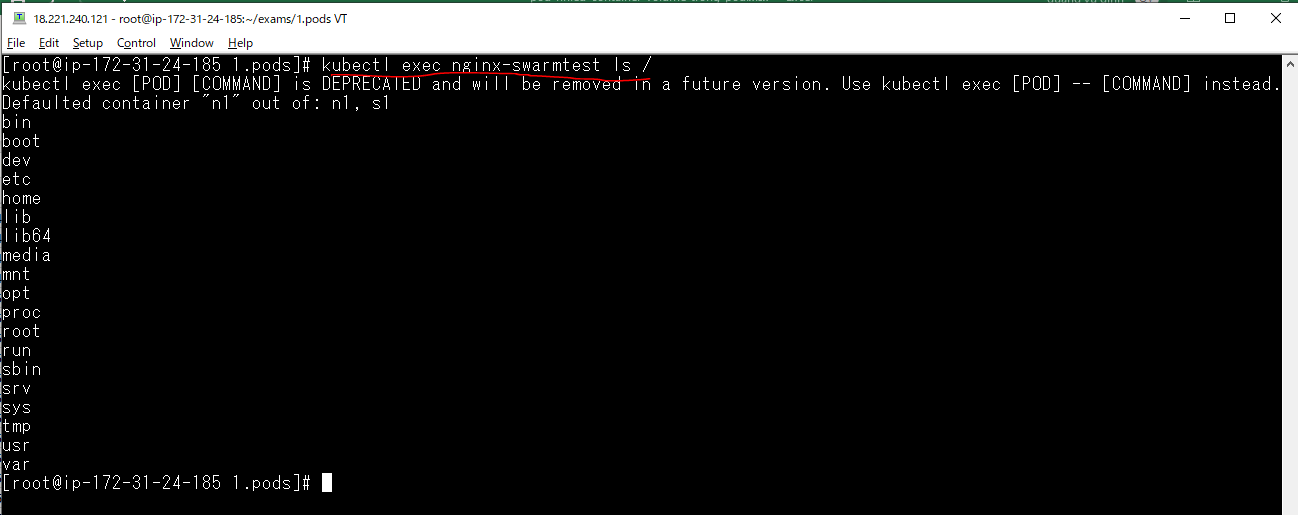 18.221.240.121 - root@ip-172-31-24-185:~/exams/1.pods VT
File Edit Setup Control Window Help
[root@ip-172-31-24-185 1.pods]# kubectl exec nginx-swarmtest ls /
kubectl exec [POD] [COMMAND] is DEPRECATED and will be removed in a future version. Use kubectl exec [POD] -- [COMMAND] instead.
Defaulted container "n1" out of: n1, s1
bin
boot
dev
etc
home
lib
lib64
media
mnt
opt
proc
root
run
sbin
srv
sys
tmp
usr
var
[root@ip-172-31-24-185 1.pods]#